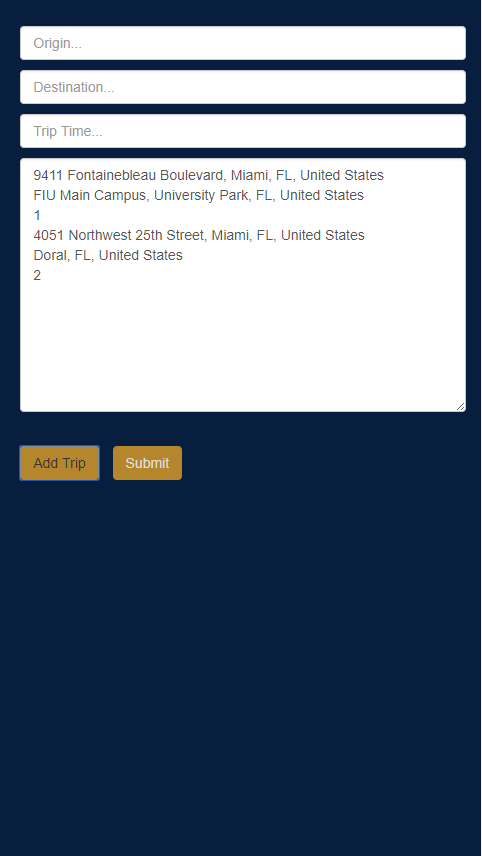 Origin...
Destination...
Trip Time...
9411 Fontainebleau Boulevard, Miami, FL, United States
FIU Main Campus, University Park, FL, United States
1
4051 Northwest 25th Street, Miami, FL, United States
Doral, FL, United States
2
Add Trip
Submit